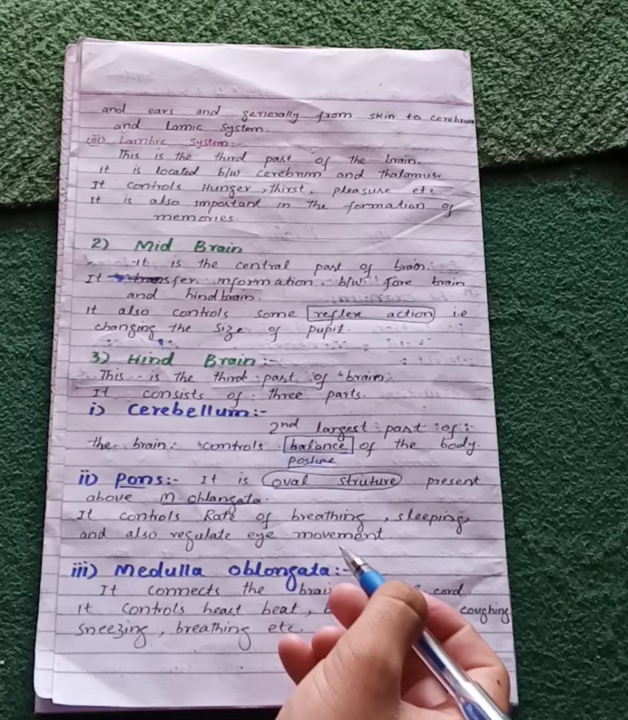 and ears and generally from skin to cerebrum
and Lamic System.
(iii) Lambic System:-
This is the third part of the brain.
It is located b/w cerebrum and thalamus.
It controls Hunger, thirst, pleasure etc
It is also important in the formation of
memories.
2) Mid Brain
It is the central part of brain.
It transfer information b/w fore brain
and hindbrain.
It also controls some reflex action i.e
changing the size of pupil.
3) Hind Brain:-
This is the third part of brain.
It consists of three parts.
i) Cerebellum:-
2nd largest part of
the brain. controls balance of the body.
posture
ii) Pons:- It is oval struture present
above m oblangata.
It controls Rate of breathing, sleeping,
and also regulate eye movement
iii) Medulla oblongata:-
It connects the cord.
It controls heart beat, coughing
sneezing, breathing etc.